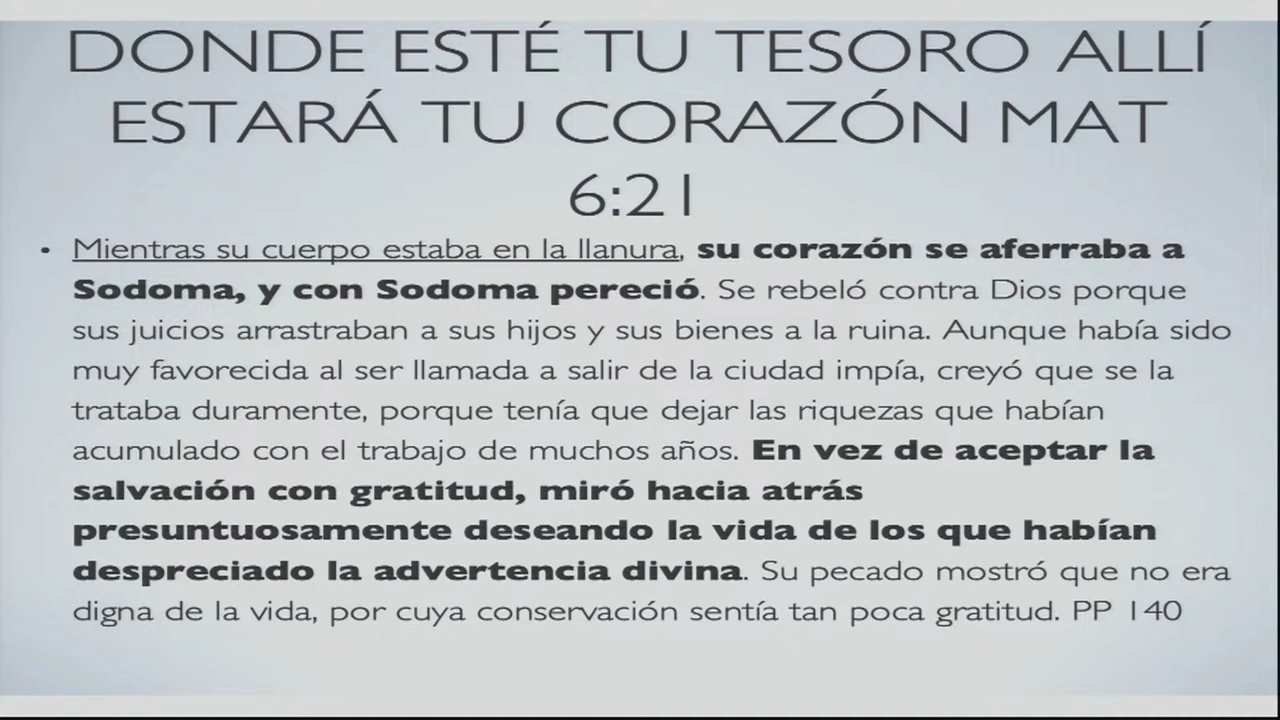 DONDE ESTÉ TU TESORO ALLÍ
ESTARÁ TU CORAZÓN MAT
6:21
• Mientras su cuerpo estaba en la llanura, su corazón se aferraba a
Sodoma, y con Sodoma pereció. Se rebeló contra Dios porque
sus juicios arrastraban a sus hijos y sus bienes a la ruina. Aunque había sido
muy favorecida al ser llamada a salir de la ciudad impía, creyó que se la
trataba duramente, porque tenía que dejar las riquezas que habían
acumulado con el trabajo de muchos años. En vez de aceptar la
salvación con gratitud, miró hacia atrás
presuntuosamente deseando la vida de los que habían
despreciado la advertencia divina. Su pecado mostró que no era
digna de la vida, por cuya conservación sentía tan poca gratitud. PP 140